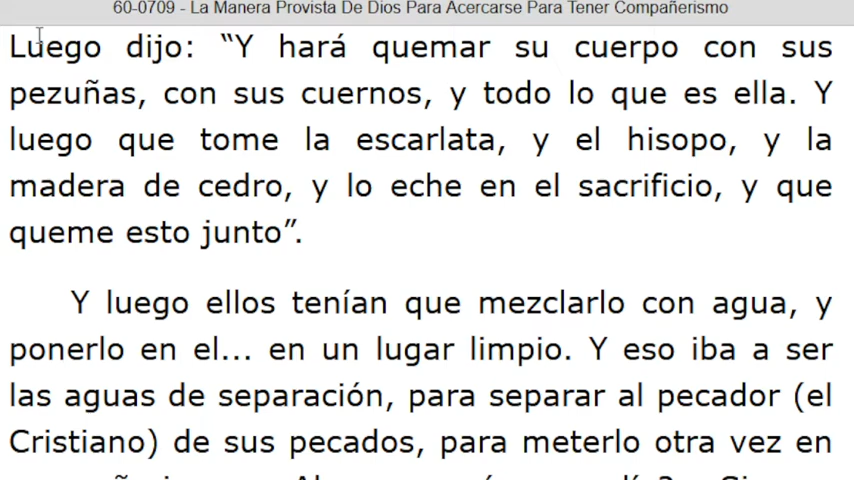 60-0709 - La Manera Provista De Dios Para Acercarse Para Tener Compañerismo
Luego dijo: “Y hará quemar su cuerpo con sus
pezuñas, con sus cuernos, y todo lo que es ella. Y
luego que tome la escarlata, y el hisopo, y la
madera de cedro, y lo eche en el sacrificio, y que
queme esto junto”.
Y luego ellos tenían que mezclarlo con agua, y
ponerlo en el... en un lugar limpio. Y eso iba a ser
las aguas de separación, para separar al pecador (el
Cristiano) de sus pecados, para meterlo otra vez en